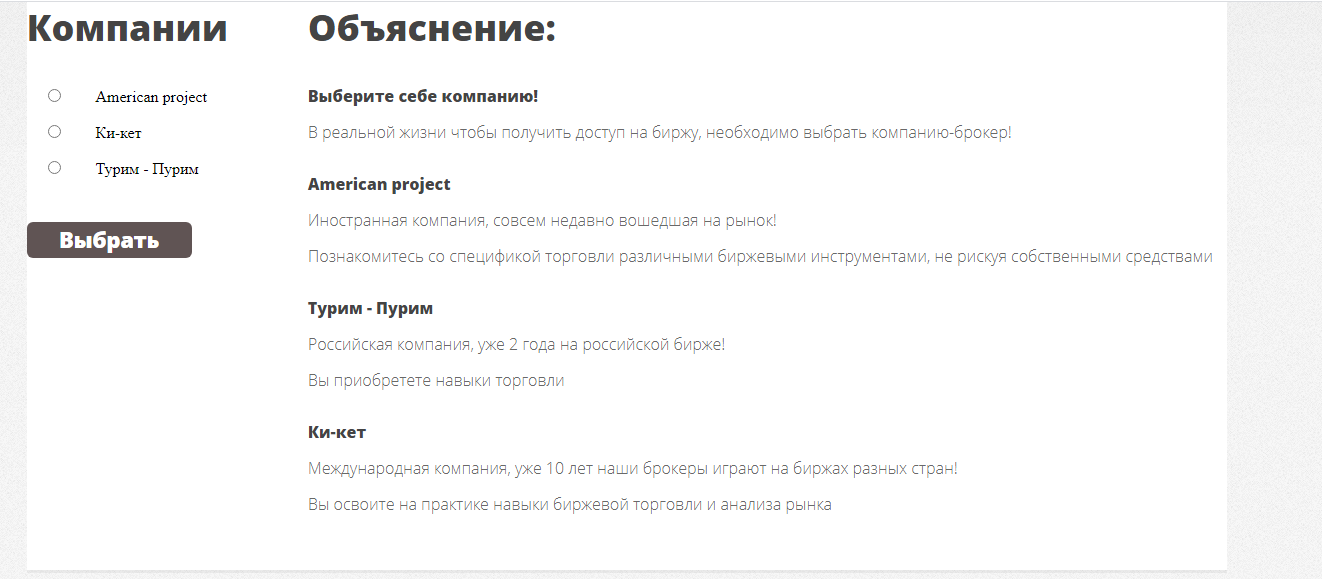 Компании
American project
Ки-кет
Турим - Пурим
Выбрать
Объяснение:
Выберите себе компанию!
В реальной жизни чтобы получить доступ на биржу, необходимо выбрать компанию-брокер!
American project
Иностранная компания, совсем недавно вошедшая на рынок!
Познакомитесь со спецификой торговли различными биржевыми инструментами, не рискуя собственными средствами
Турим - Пурим
Российская компания, уже 2 года на российской бирже!
Вы приобретете навыки торговли
Ки-кет
Международная компания, уже 10 лет наши брокеры играют на биржах разных стран!
Вы освоите на практике навыки биржевой торговли и анализа рынка